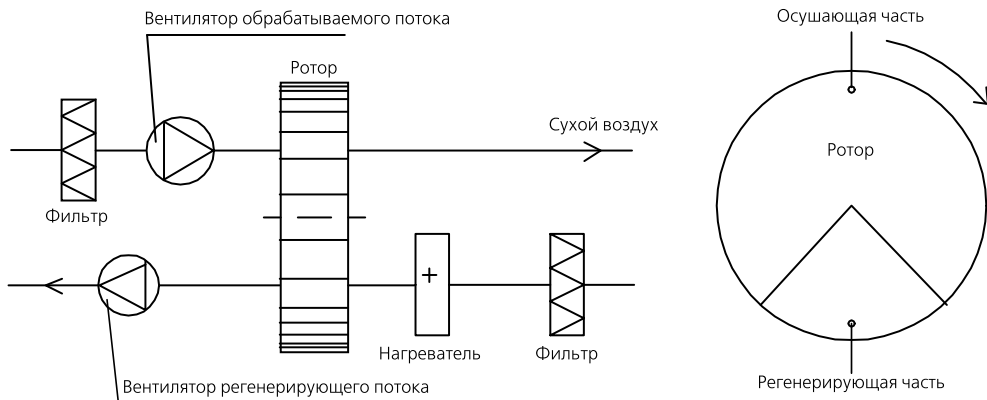 Вентилятор обрабатываемого потока
Ротор
Сухой воздух
Фильтр
+
Нагреватель
Фильтр
Вентилятор регенерирующего потока
Осушающая часть
Ротор
Регенерирующая часть